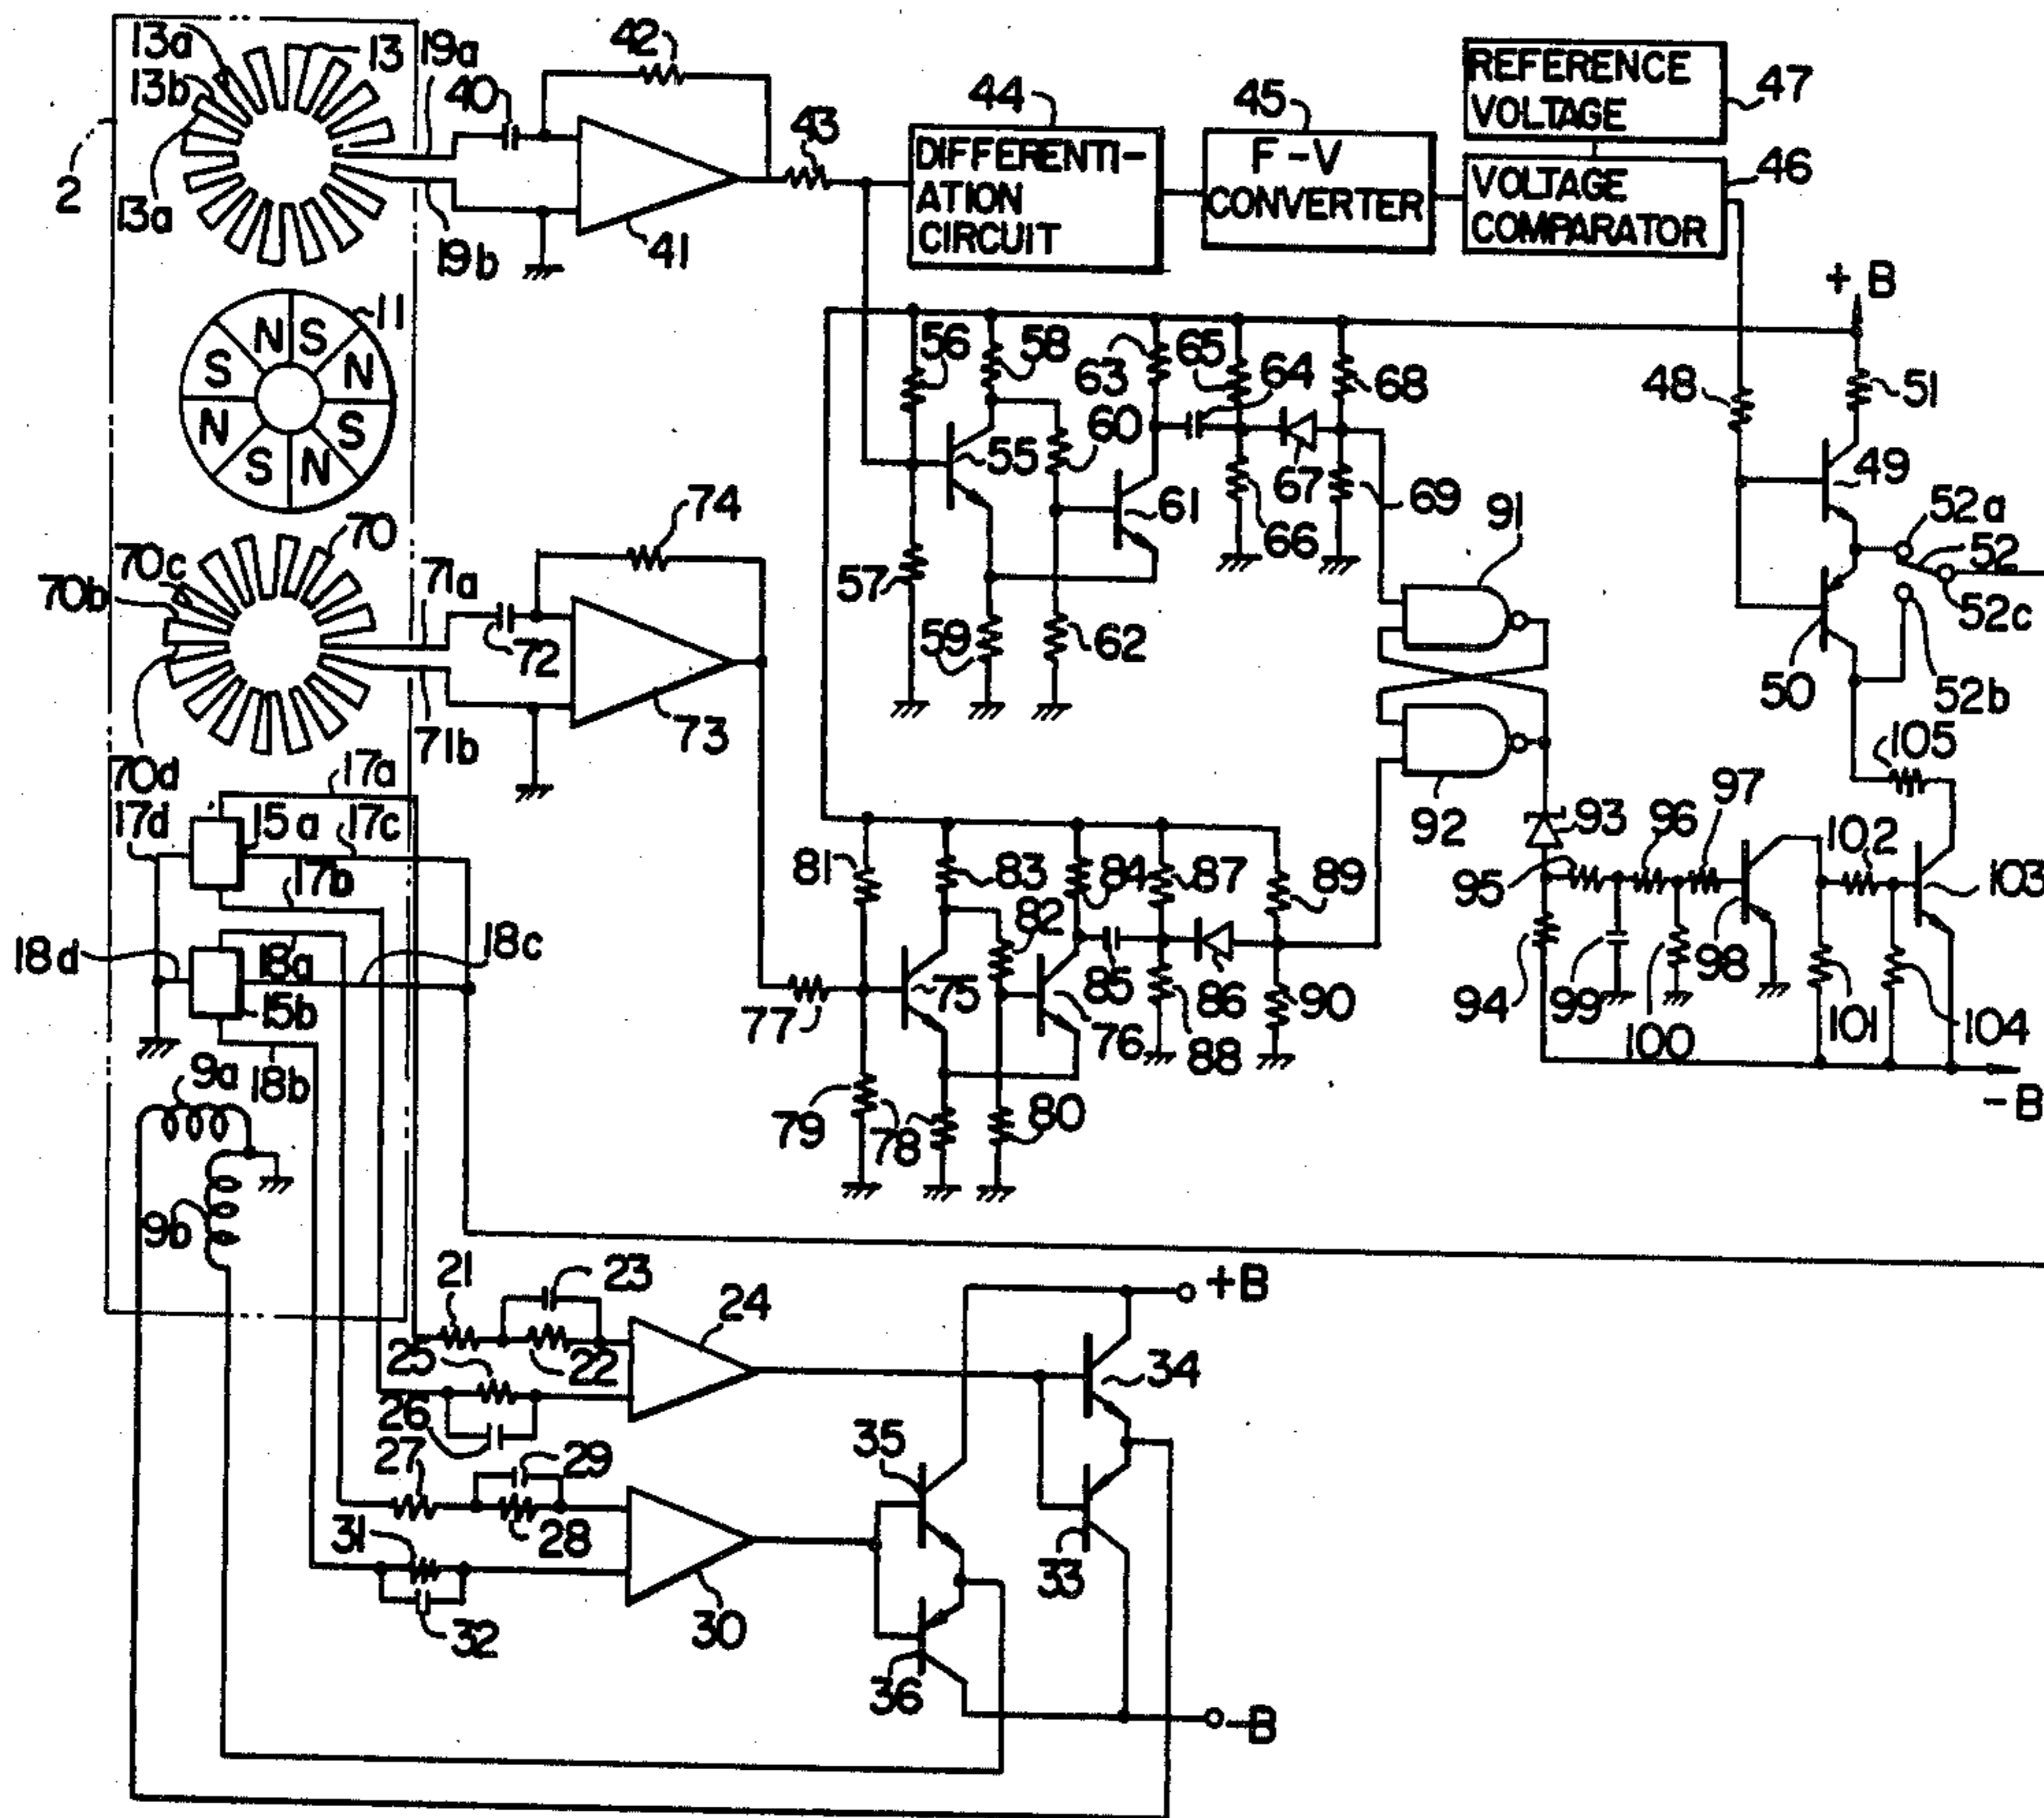 13a
13 19a
13b
40
42
43
44
45
REFERENCE
VOLTAGE
47
DIFFERENTI-
ATION
CIRCUIT
F-V
CONVERTER
VOLTAGE
COMPARATOR
46
2
13a
19b
41
+B
11
N S
S N
N S
S N
56
58
63
65
64
68
48
51
60
55
67
69
49
61
66
91
52a
52
52c
52b
70
70c
70b
71a
74
72
57
59
62
50
73
71b
70d
17a
105
17d
15a
17c
17b
92
93
96
97
102
103
81
83
84
87
89
95
82
18d
18a
18c
15b
75
85
86
90
94
99
98
77
76
88
100
101
104
9a
18b
79
78
80
-B
9b
21
23
24
+B
25
22
34
26
27
29
35
31
28
33
32
30
36
-B